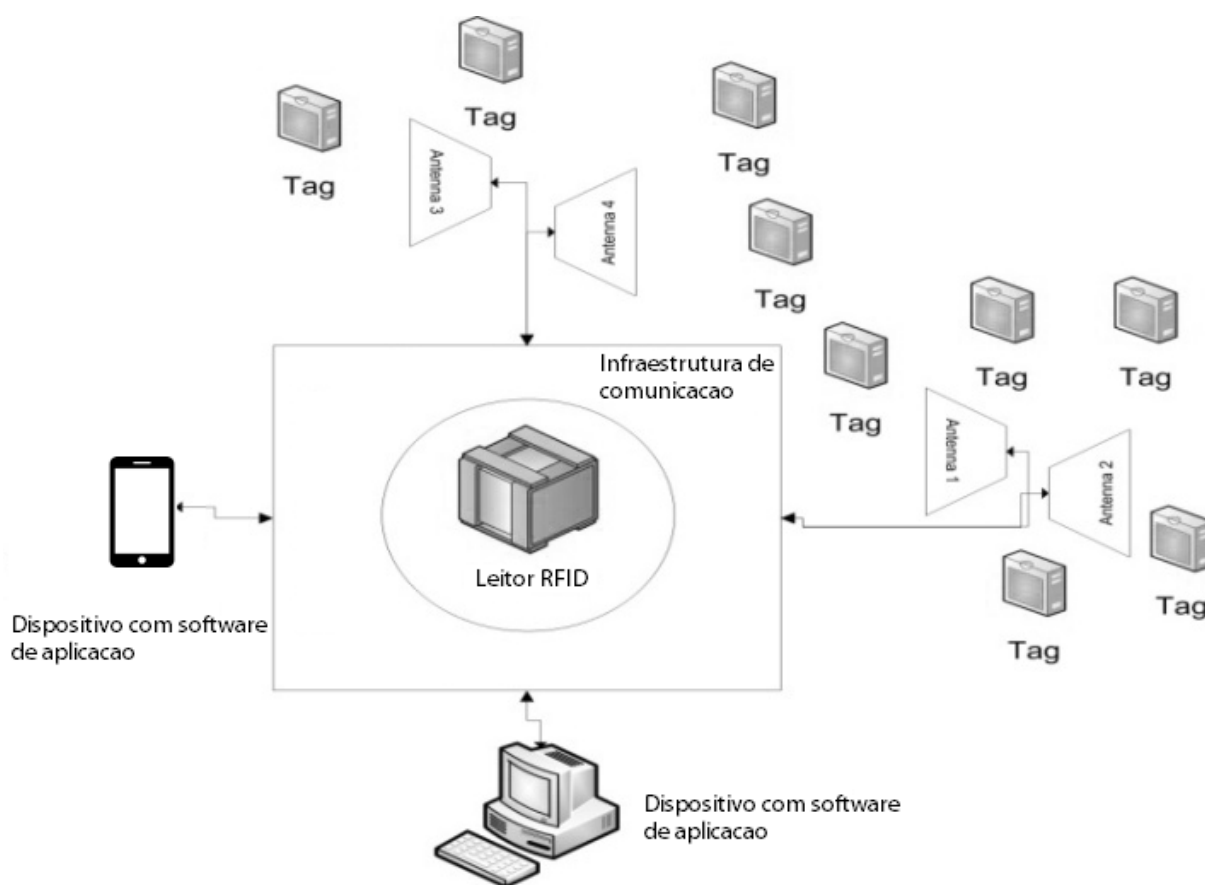 Tag
Tag
Tag
Antenna 3
Antenna 4
Tag
Infraestrutura de
comunicacao
Tag
Tag
Tag
Antenna 1
Antenna 2
Leitor RFID
Tag
Tag
Dispositivo com software
de aplicacao
Dispositivo com software
de aplicacao